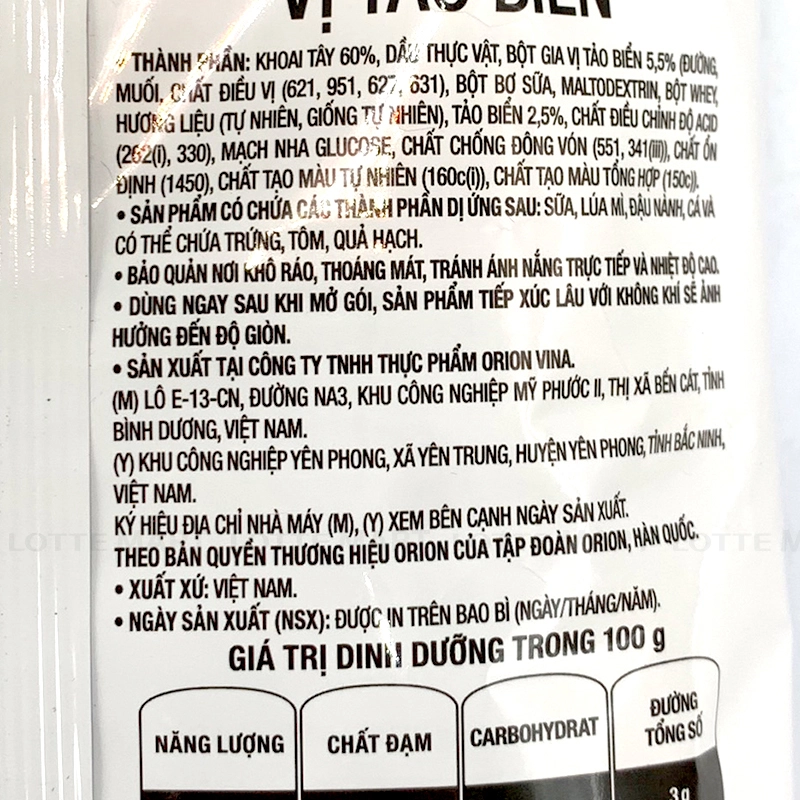 VỊ TẢO BIỂN
• THÀNH PHẦN: KHOAI TÂY 60%, DẦU THỰC VẬT, BỘT GIA VỊ TẢO BIỂN 5,5% (ĐƯỜNG,
MUỐI, CHẤT ĐIỀU VỊ (621, 951, 627, 631), BỘT BƠ SỮA, MALTODEXTRIN, BỘT WHEY,
HƯƠNG LIỆU (TỰ NHIÊN, GIỐNG TỰ NHIÊN), TẢO BIỂN 2,5%, CHẤT ĐIỀU CHỈNH ĐỘ ACID
(262(i), 330), MẠCH NHA GLUCOSE, CHẤT CHỐNG ĐÔNG VÓN (551, 341(iii)), CHẤT ỔN
ĐỊNH (1450), CHẤT TẠO MÀU TỰ NHIÊN (160c(i)), CHẤT TẠO MÀU TỔNG HỢP (150c)).
• SẢN PHẨM CÓ CHỨA CÁC THÀNH PHẦN DỊ ỨNG SAU: SỮA, LÚA MÌ, ĐẬU NÀNH, CÁ VÀ
CÓ THỂ CHỨA TRỨNG, TÔM, QUẢ HẠCH.
• BẢO QUẢN NƠI KHÔ RÁO, THOÁNG MÁT, TRÁNH ÁNH NẮNG TRỰC TIẾP VÀ NHIỆT ĐỘ CAO.
• DÙNG NGAY SAU KHI MỞ GÓI, SẢN PHẨM TIẾP XÚC LÂU VỚI KHÔNG KHÍ SẼ ẢNH
HƯỞNG ĐẾN ĐỘ GIÒN.
• SẢN XUẤT TẠI CÔNG TY TNHH THỰC PHẨM ORION VINA.
(M) LÔ E-13-CN, ĐƯỜNG NA3, KHU CÔNG NGHIỆP MỸ PHƯỚC II, THỊ XÃ BẾN CÁT, TỈNH
BÌNH DƯƠNG, VIỆT NAM.
(Y) KHU CÔNG NGHIỆP YÊN PHONG, XÃ YÊN TRUNG, HUYỆN YÊN PHONG, TỈNH BẮC NINH,
VIỆT NAM.
KÝ HIỆU ĐỊA CHỈ NHÀ MÁY (M), (Y) XEM BÊN CẠNH NGÀY SẢN XUẤT.
THEO BẢN QUYỀN THƯƠNG HIỆU ORION CỦA TẬP ĐOÀN ORION, HÀN QUỐC.
• XUẤT XỨ: VIỆT NAM.
• NGÀY SẢN XUẤT (NSX): ĐƯỢC IN TRÊN BAO BÌ (NGÀY/THÁNG/NĂM).
GIÁ TRỊ DINH DƯỠNG TRONG 100 g
NĂNG LƯỢNG CHẤT ĐẠM CARBOHYDRAT ĐƯỜNG TỔNG SỐ
3 g